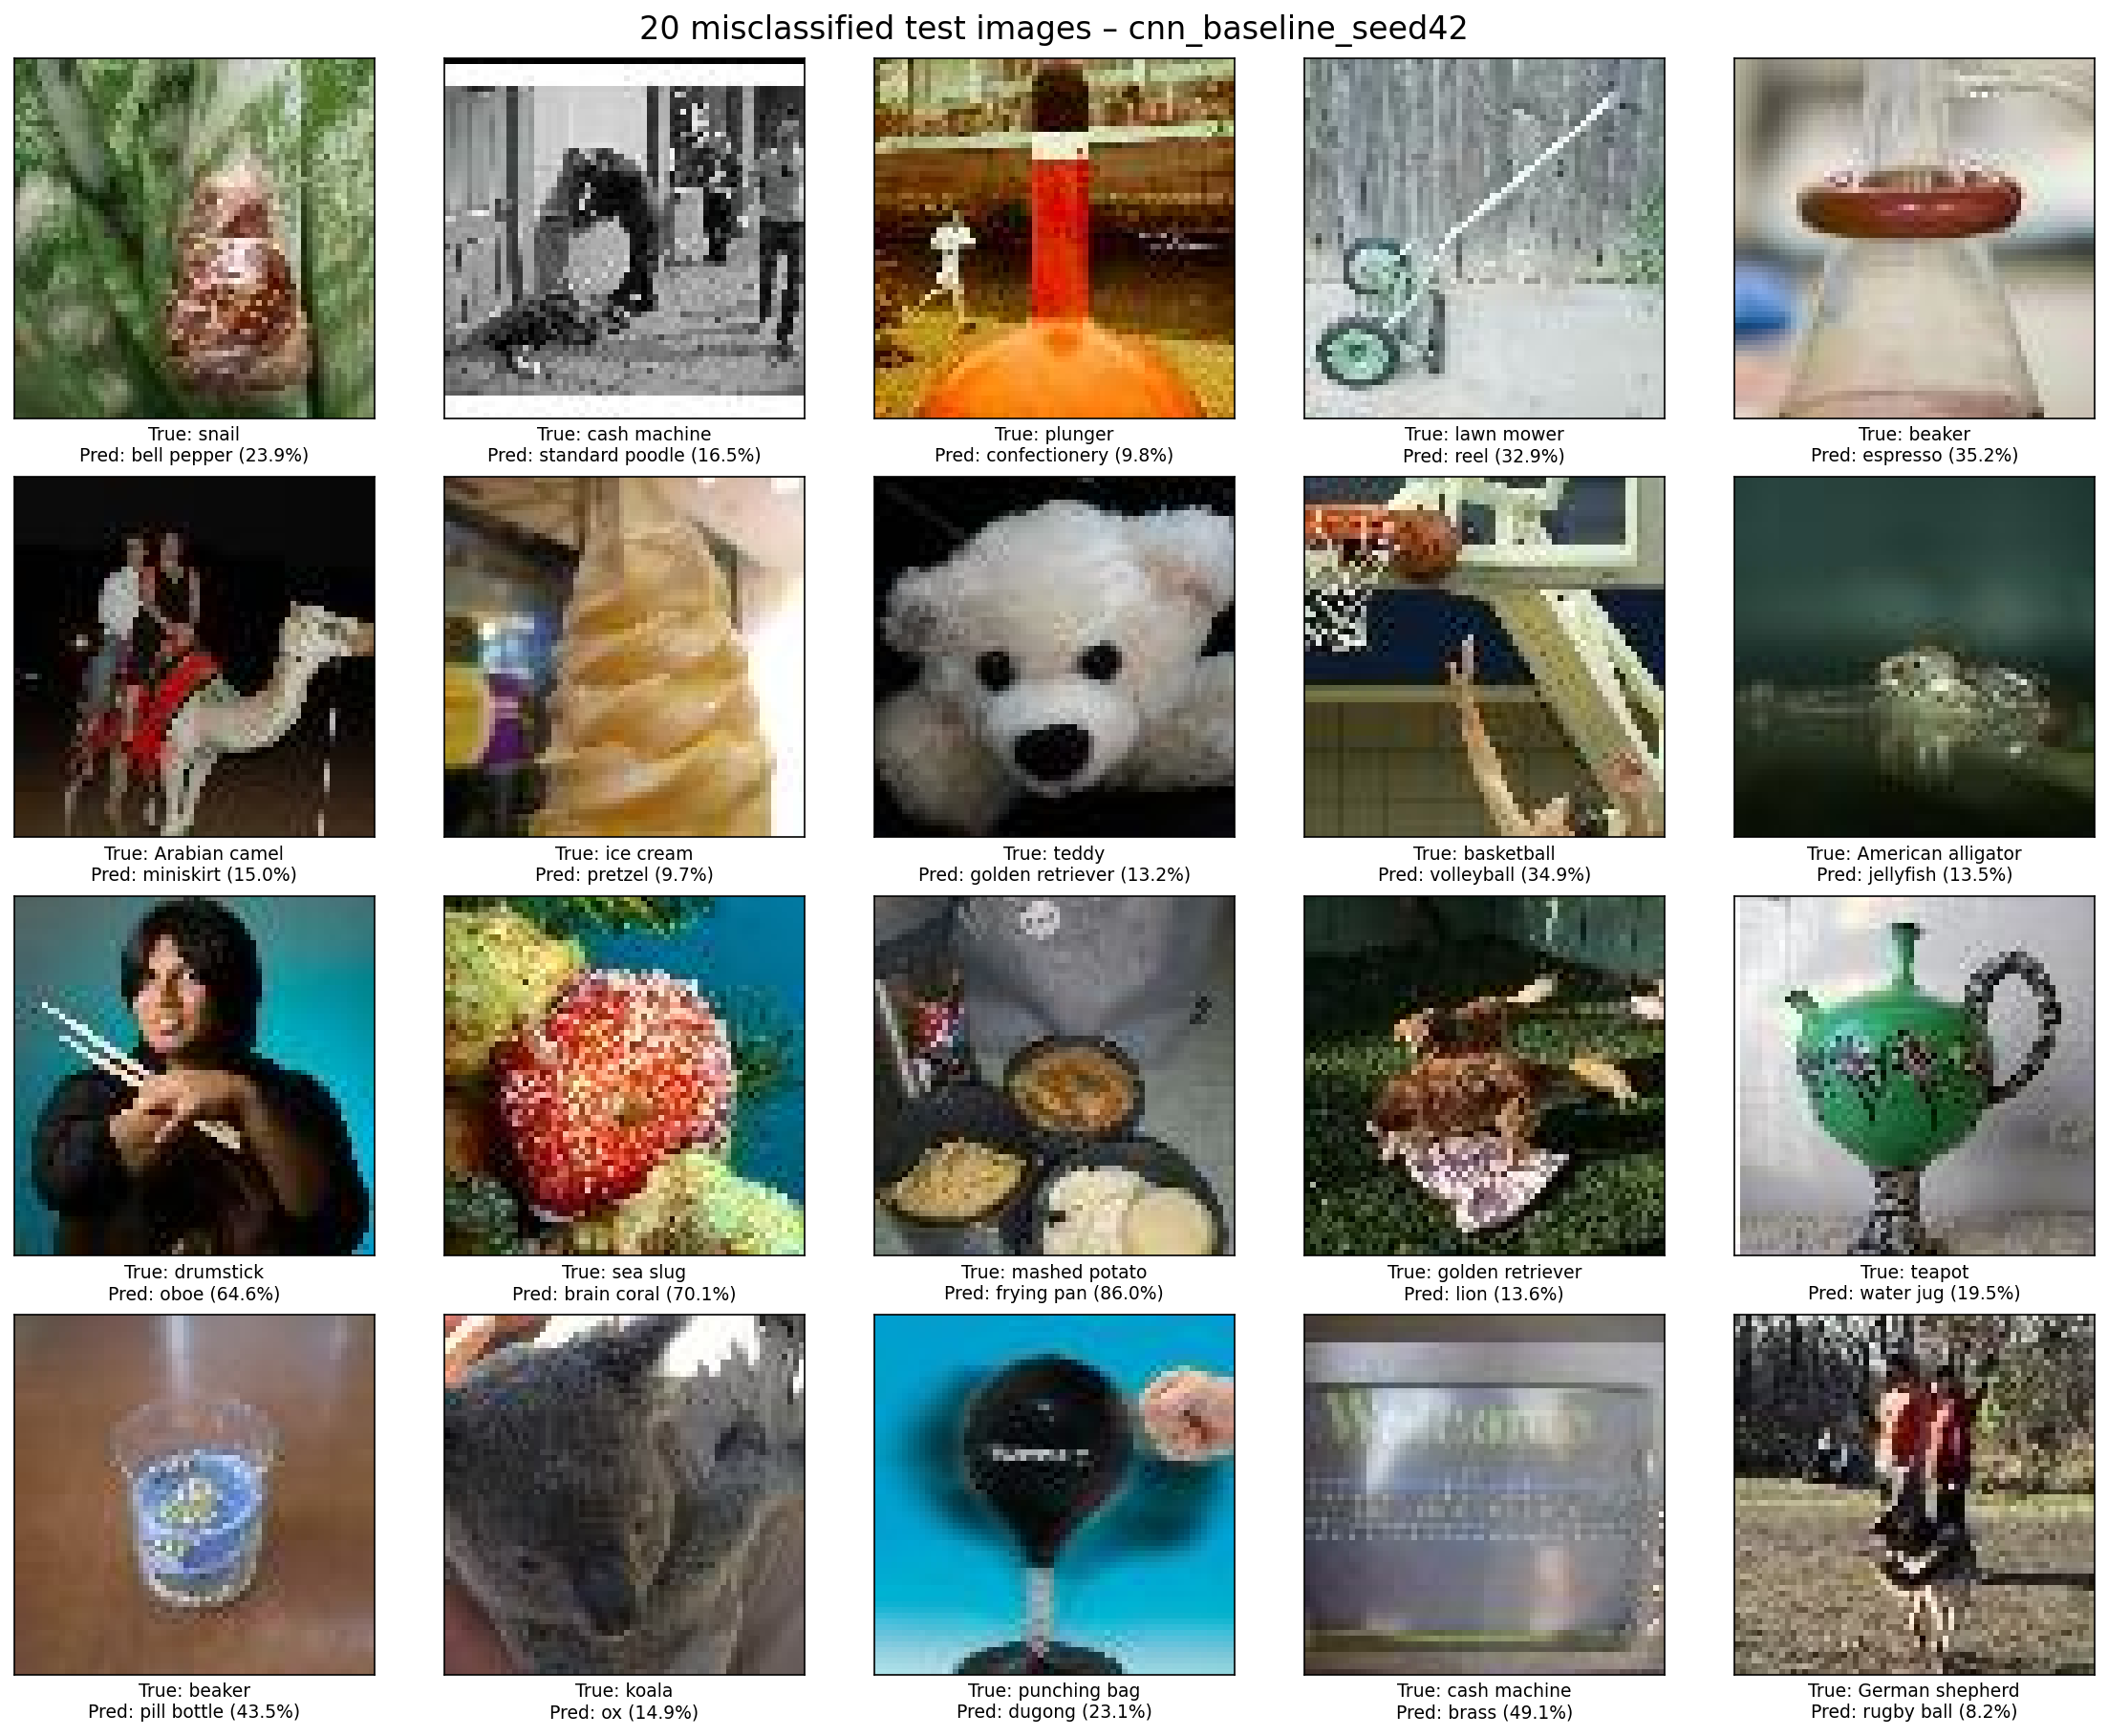 20 misclassified test images – cnn_baseline_seed42
True: snail
Pred: bell pepper (23.9%)
True: cash machine
Pred: standard poodle (16.5%)
True: plunger
Pred: confectionery (9.8%)
True: lawn mower
Pred: reel (32.9%)
True: beaker
Pred: espresso (35.2%)
True: Arabian camel
Pred: miniskirt (15.0%)
True: ice cream
Pred: pretzel (9.7%)
True: teddy
Pred: golden retriever (13.2%)
True: basketball
Pred: volleyball (34.9%)
True: American alligator
Pred: jellyfish (13.5%)
True: drumstick
Pred: oboe (64.6%)
True: sea slug
Pred: brain coral (70.1%)
True: mashed potato
Pred: frying pan (86.0%)
True: golden retriever
Pred: lion (13.6%)
True: teapot
Pred: water jug (19.5%)
True: beaker
Pred: pill bottle (43.5%)
True: koala
Pred: ox (14.9%)
True: punching bag
Pred: dugong (23.1%)
True: cash machine
Pred: brass (49.1%)
True: German shepherd
Pred: rugby ball (8.2%)